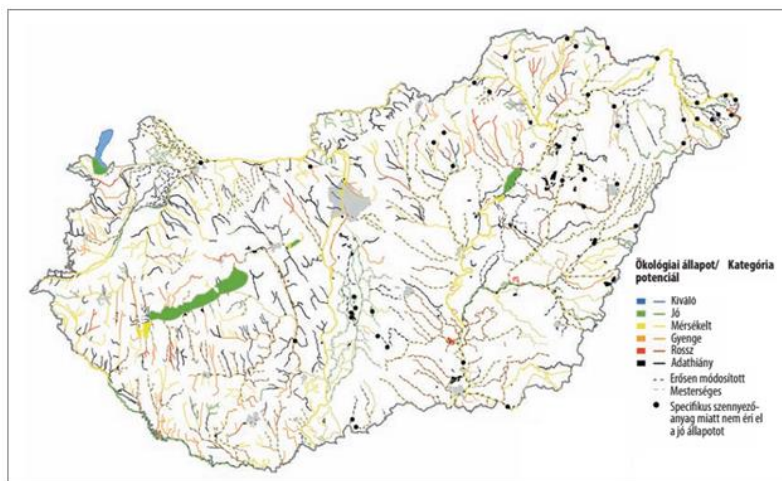 Ökológiai állapot/ Kategória
potenciál
Kiváló
Jó
Mérsékelt
Gyenge
Rossz
Adathiány
Erősen módosított
Mesterséges
Specifikus szennyező-
anyag miatt nem éri el
a jó állapotot